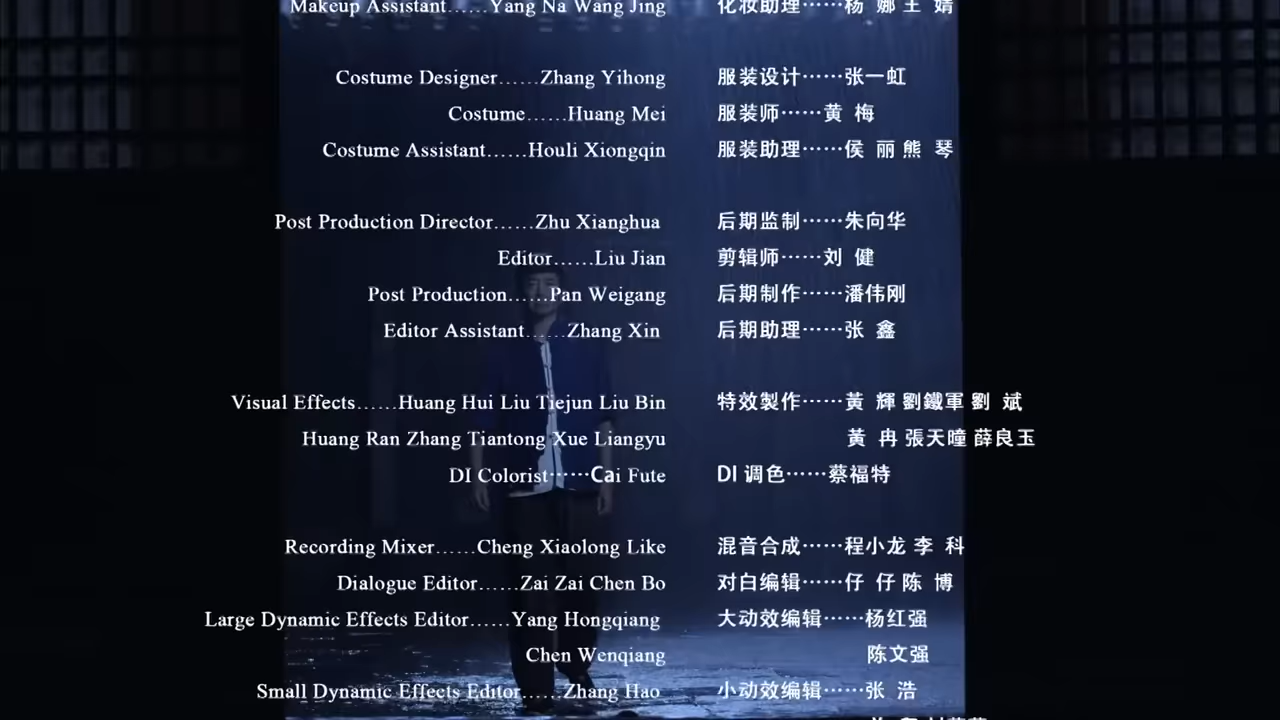 Makeup Assistant……Yang Na Wang Jing 化妆助理……杨 娜 王 婧
Costume Designer……Zhang Yihong 服装设计……张一虹
Costume……Huang Mei 服装师……黄 梅
Costume Assistant……Houli Xiongqin 服装助理……侯 丽 熊 琴
Post Production Director……Zhu Xianghua 后期监制……朱向华
Editor……Liu Jian 剪辑师……刘 健
Post Production……Pan Weigang 后期制作……潘伟刚
Editor Assistant……Zhang Xin 后期助理……张 鑫
Visual Effects……Huang Hui Liu Tiejun Liu Bin 特效製作……黃 輝 劉鐵軍 劉 斌
Huang Ran Zhang Tiantong Xue Liangyu 黃 冉 張天曈 薛良玉
DI Colorist……Cai Fute DI 调色……蔡福特
Recording Mixer……Cheng Xiaolong Like 混音合成……程小龙 李 科
Dialogue Editor……Zai Zai Chen Bo 对白编辑……仔 仔 陈 博
Large Dynamic Effects Editor……Yang Hongqiang 大动效编辑……杨红强
Chen Wenqiang 陈文强
Small Dynamic Effects Editor……Zhang Hao 小动效编辑……张 浩